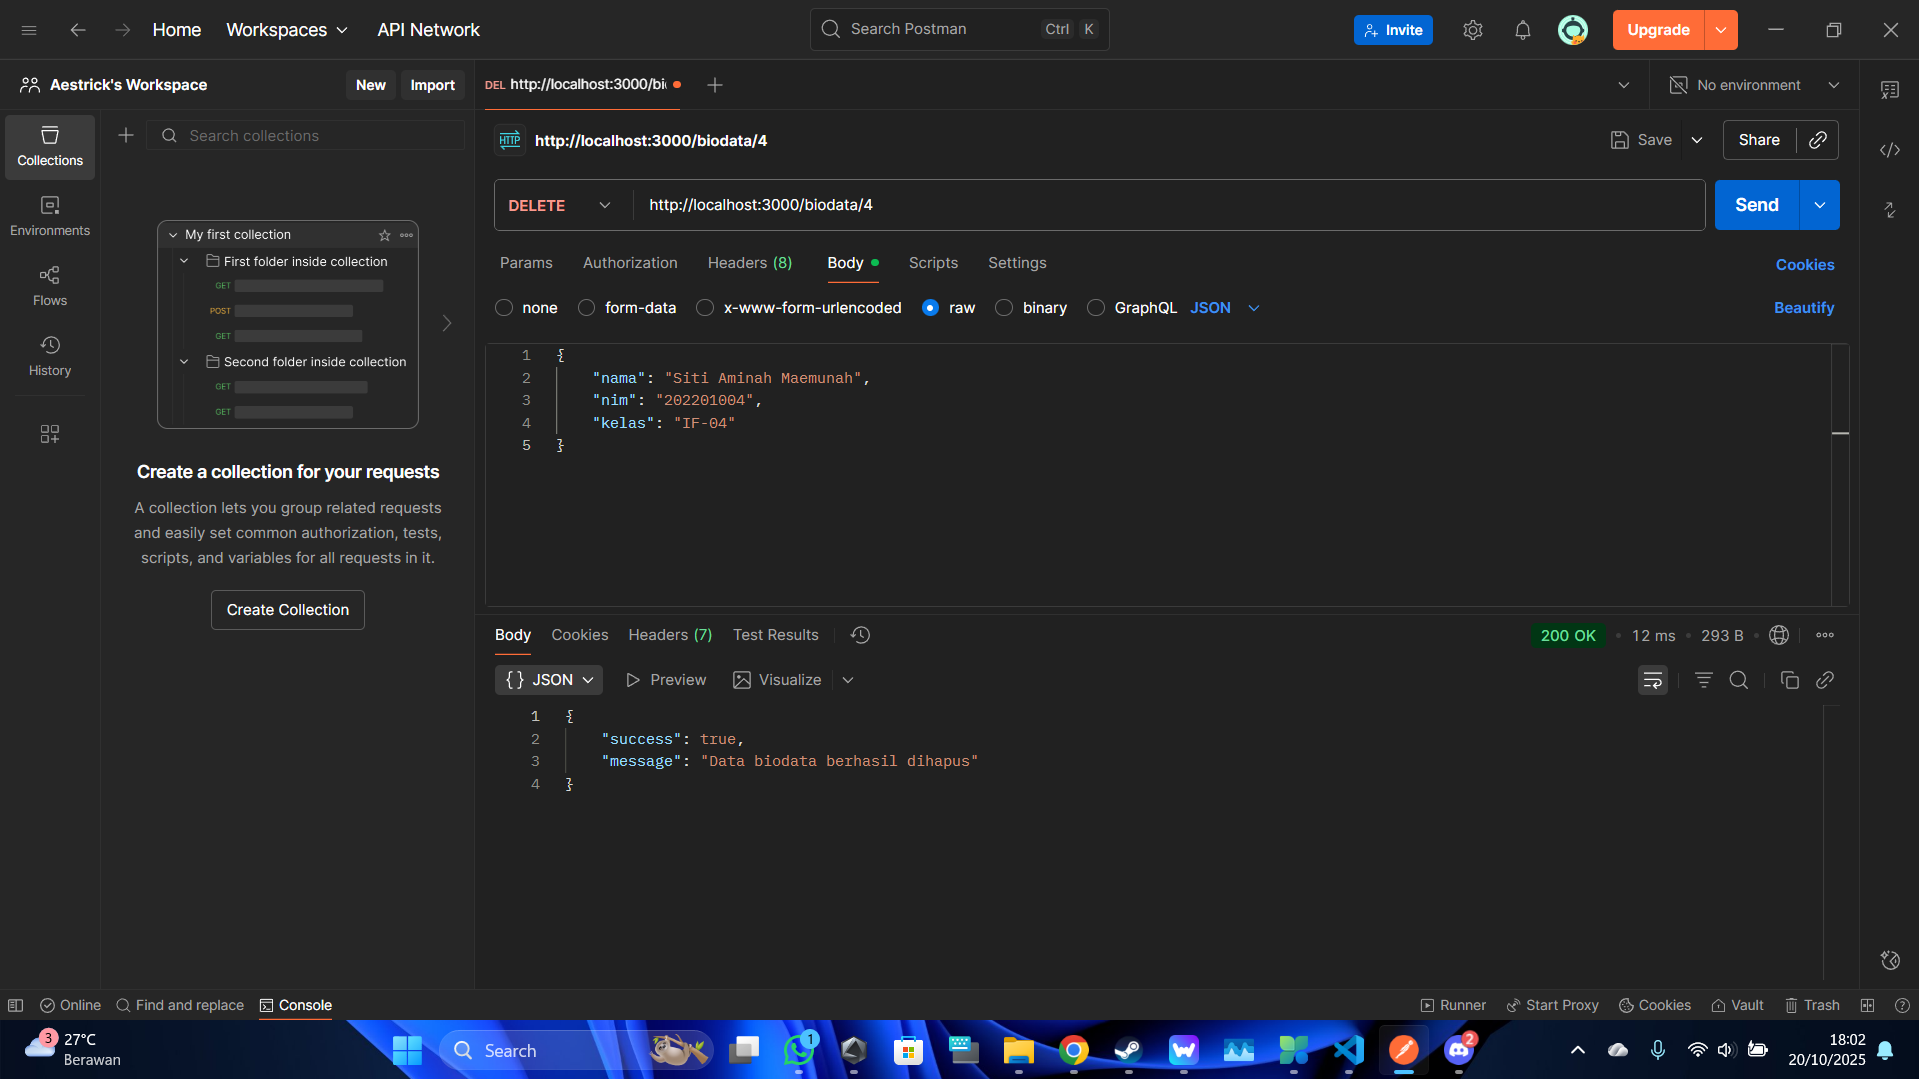 Home
Workspaces
API Network
Search Postman
Ctrl K
Invite
Upgrade
Aestrick's Workspace
New
Import
DEL http://localhost:3000/bi
No environment
Collections
Environments
Flows
History
Search collections
My first collection
First folder inside collection
GET
POST
GET
Second folder inside collection
GET
GET
Create a collection for your requests
A collection lets you group related requests
and easily set common authorization, tests,
scripts, and variables for all requests in it.
Create Collection
HTTP http://localhost:3000/biodata/4
Save
Share
DELETE
http://localhost:3000/biodata/4
Send
Params
Authorization
Headers (8)
Body
Scripts
Settings
Cookies
none
form-data
x-www-form-urlencoded
raw
binary
GraphQL
JSON
Beautify
1 {
2 "nama": "Siti Aminah Maemunah",
3 "nim": "202201004",
4 "kelas": "IF-04"
5 }
Body
Cookies
Headers (7)
Test Results
200 OK
12 ms
293 B
{} JSON
Preview
Visualize
1 {
2 "success": true,
3 "message": "Data biodata berhasil dihapus"
4 }
Online
Find and replace
Console
Runner
Start Proxy
Cookies
Vault
Trash
3
27°C
Berawan
Search
1
2
18:02
20/10/2025